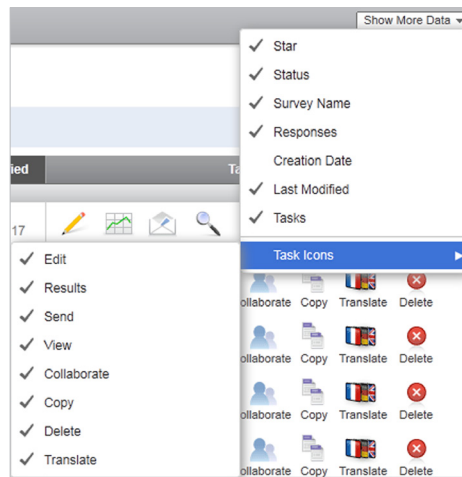 Show More Data
Star
Status
Survey Name
Responses
Creation Date
Last Modified
Tasks
ied Ta
17
Task Icons
Edit
Results
Send
View
Collaborate
Copy
Delete
Translate
ollaborate Copy Translate Delete
ollaborate Copy Translate Delete
ollaborate Copy Translate Delete
ollaborate Copy Translate Delete